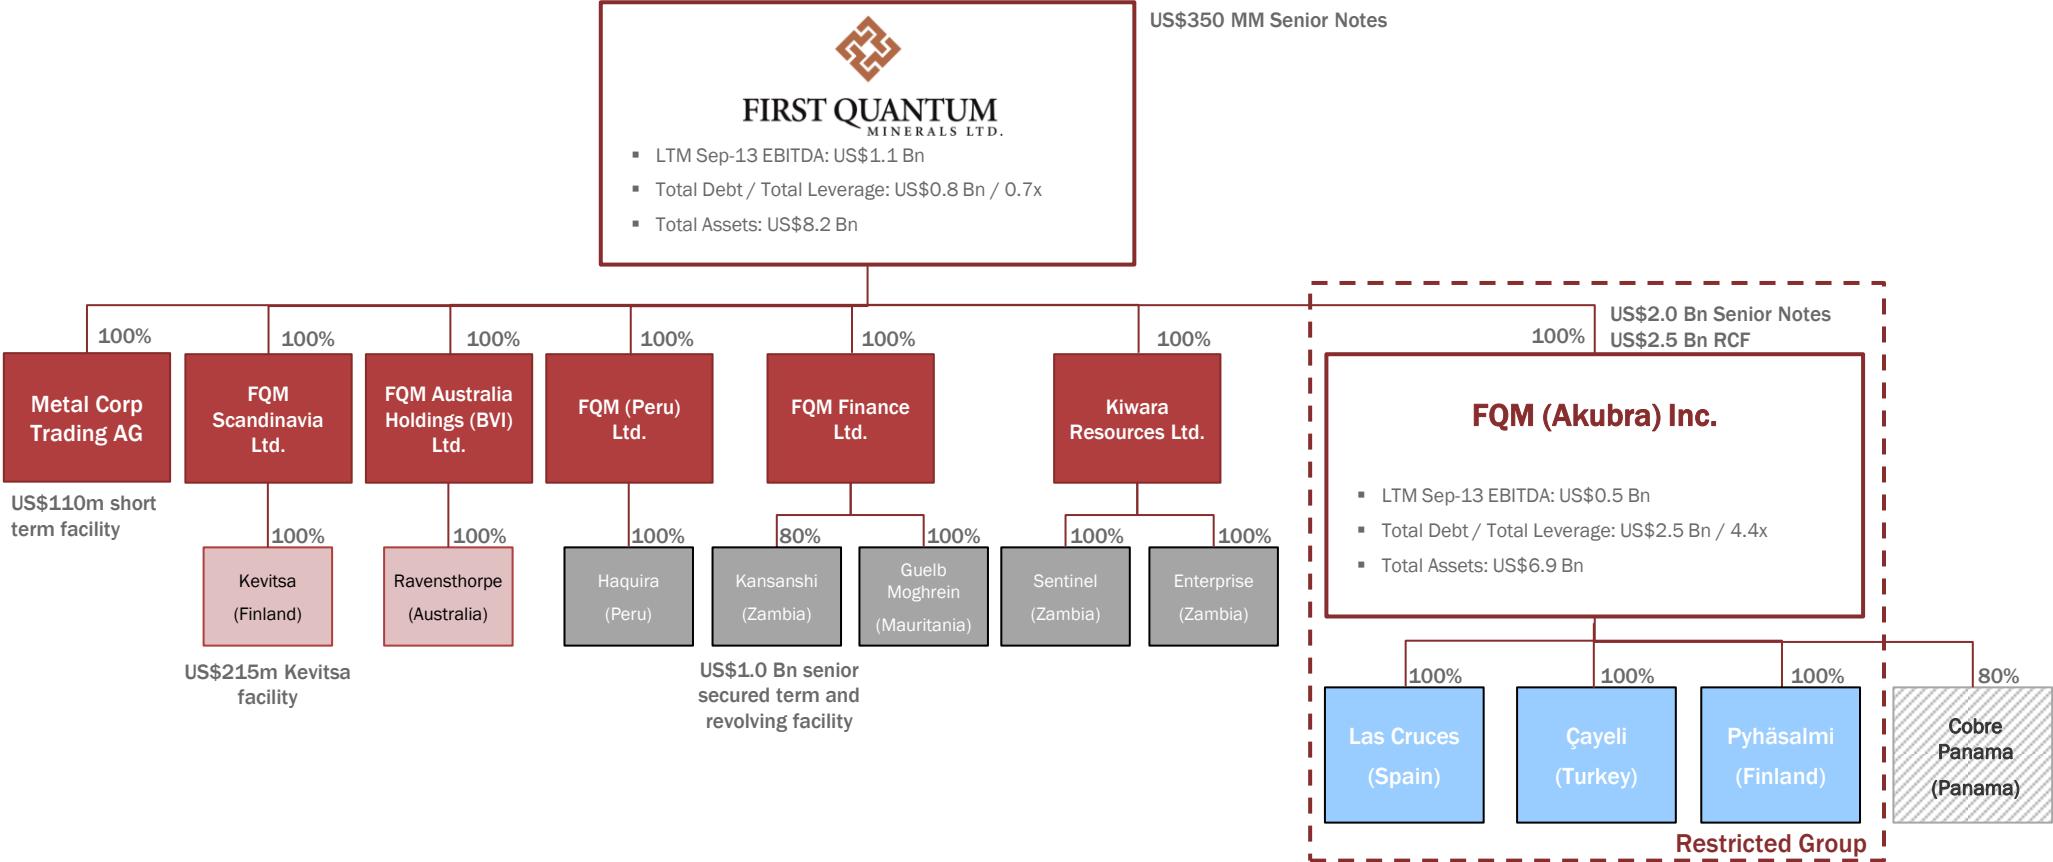 US$350 MM Senior Notes
FIRST QUANTUM
MINERALS LTD.
▪ LTM Sep-13 EBITDA: US$1.1 Bn
▪ Total Debt / Total Leverage: US$0.8 Bn / 0.7x
▪ Total Assets: US$8.2 Bn
100%
100%
100%
100%
100%
100%
100%
US$2.0 Bn Senior Notes
US$2.5 Bn RCF
Metal Corp
Trading AG
US$110m short
term facility
FQM
Scandinavia
Ltd.
FQM Australia
Holdings (BVI)
Ltd.
FQM (Peru)
Ltd.
FQM Finance
Ltd.
Kiwara
Resources Ltd.
FQM (Akubra) Inc.
▪ LTM Sep-13 EBITDA: US$0.5 Bn
▪ Total Debt / Total Leverage: US$2.5 Bn / 4.4x
▪ Total Assets: US$6.9 Bn
100%
100%
100%
80%
100%
100%
100%
Kevitsa
(Finland)
US$215m Kevitsa
facility
Ravensthorpe
(Australia)
Haquira
(Peru)
Kansanshi
(Zambia)
US$1.0 Bn senior
secured term and
revolving facility
Guelb
Moghrein
(Mauritania)
Sentinel
(Zambia)
Enterprise
(Zambia)
100%
100%
100%
80%
Las Cruces
(Spain)
Çayeli
(Turkey)
Pyhäsalmi
(Finland)
Cobre
Panama
(Panama)
Restricted Group